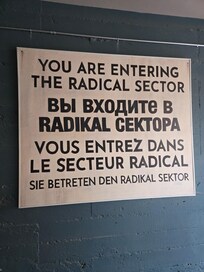 YOU ARE ENTERING
THE RADICAL SECTOR
ВЫ ВХОДИТЕ В
RADIKAL СЕКТОРА
VOUS ENTREZ DANS
LE SECTEUR RADICAL
SIE BETRETEN DEN RADIKAL SEKTOR